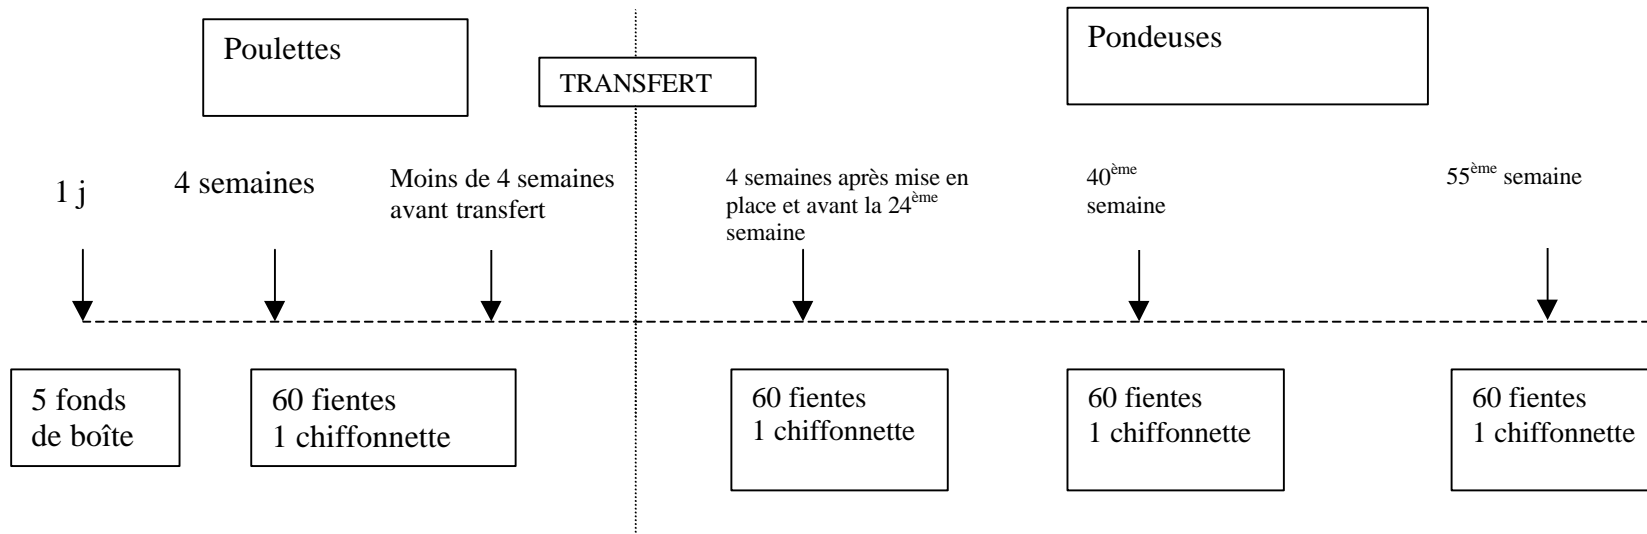 Poulettes
TRANSFERT
Pondeuses
1 j
4 semaines
Moins de 4 semaines
avant transfert
4 semaines après mise en
place et avant la 24ème
semaine
40ème
semaine
55ème semaine
5 fonds
de boîte
60 fientes
1 chiffonnette
60 fientes
1 chiffonnette
60 fientes
1 chiffonnette
60 fientes
1 chiffonnette